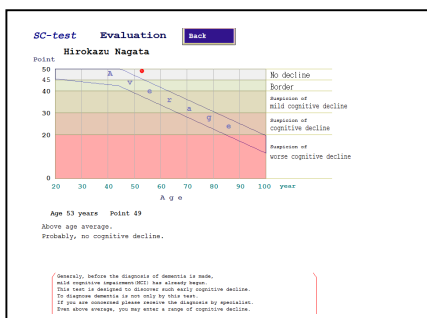 SC-test Evaluation Back
Hirokazu Nagata
Point
50
45
40
30
20
0
A v e r a g e
No decline
Border
Suspicion of
mild cognitive decline
Suspicion of
cognitive decline
Suspicion of
worse cognitive decline
20 30 40 50 60 70 80 90 100 year
Age
Age 53 years Point 49
Above age average.
Probably, no cognitive decline.
Generaly, before the diagnosis of dementia is made,
mild cognitive impairment(MCI) has already begun.
This test is designed to discover such early cognitive decline.
To diagnose dementia is not only by this test.
If you are concerned please receive the diagnosis by specialist.
Even above average, you may enter a range of cognitive decline.